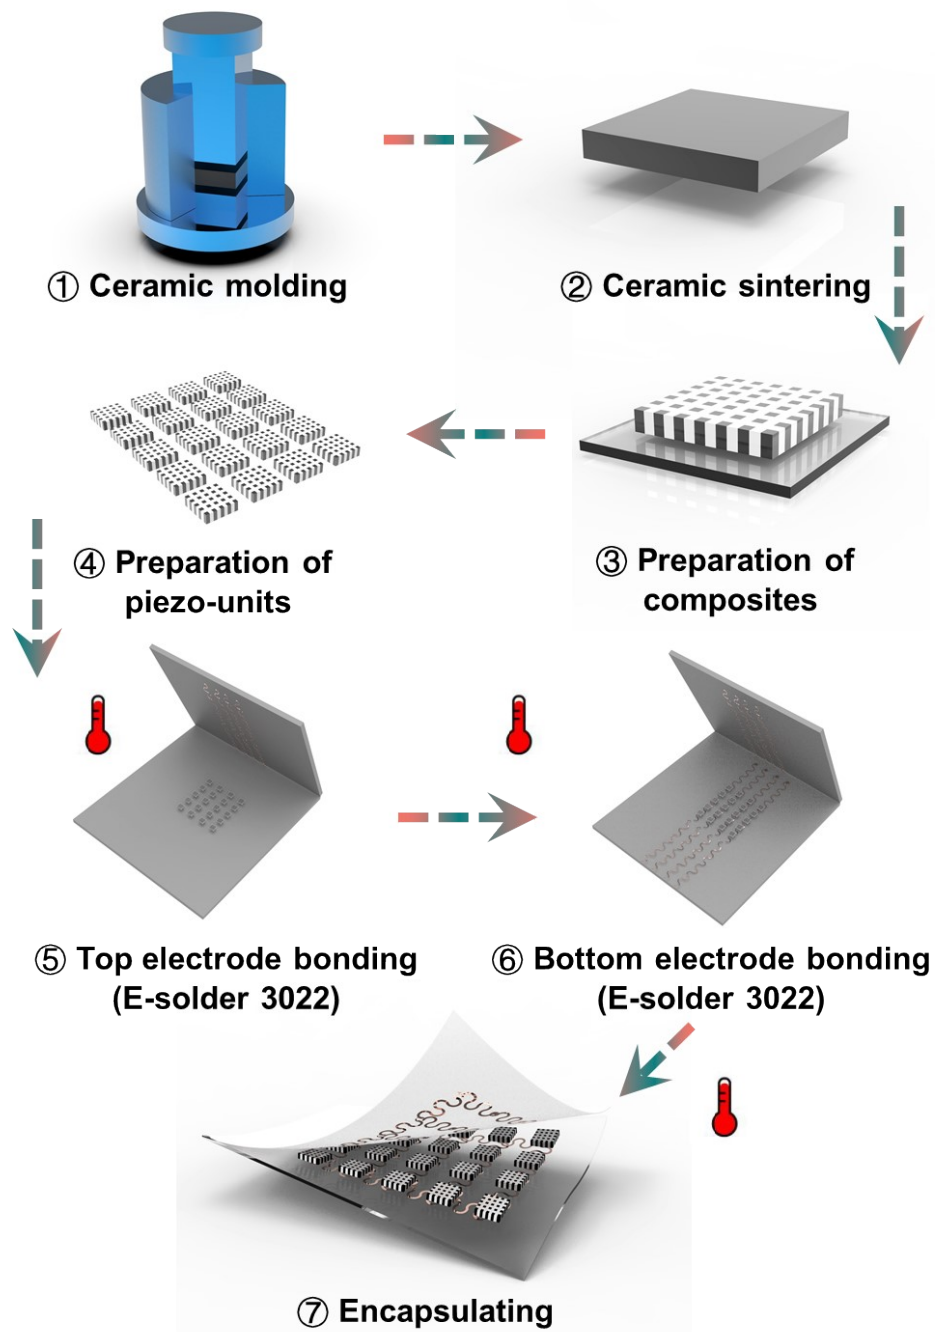 ① Ceramic molding
② Ceramic sintering
③ Preparation of
composites
④ Preparation of
piezo-units
⑤ Top electrode bonding
(E-solder 3022)
⑥ Bottom electrode bonding
(E-solder 3022)
⑦ Encapsulating